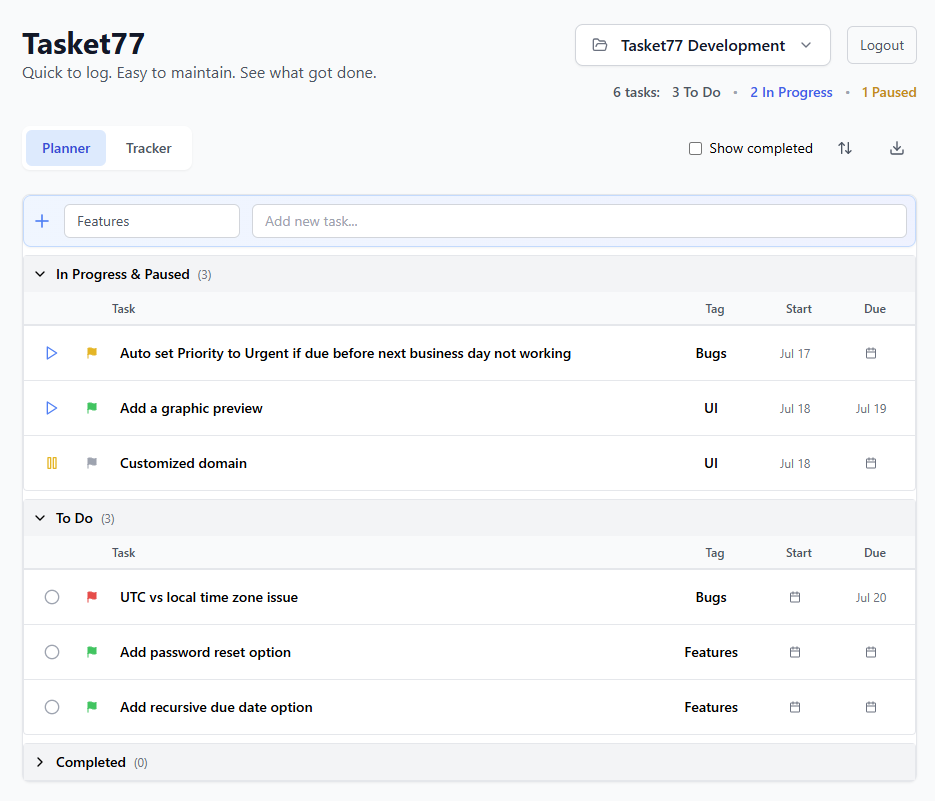 Tasket77
Quick to log. Easy to maintain. See what got done.
Tasket77 Development
Logout
6 tasks: 3 To Do • 2 In Progress • 1 Paused
Planner
Tracker
Show completed
Features
Add new task...
In Progress & Paused (3)
Task Tag Start Due
Auto set Priority to Urgent if due before next business day not working Bugs Jul 17
Add a graphic preview UI Jul 18 Jul 19
Customized domain UI Jul 18
To Do (3)
Task Tag Start Due
UTC vs local time zone issue Bugs Jul 20
Add password reset option Features
Add recursive due date option Features
Completed (0)